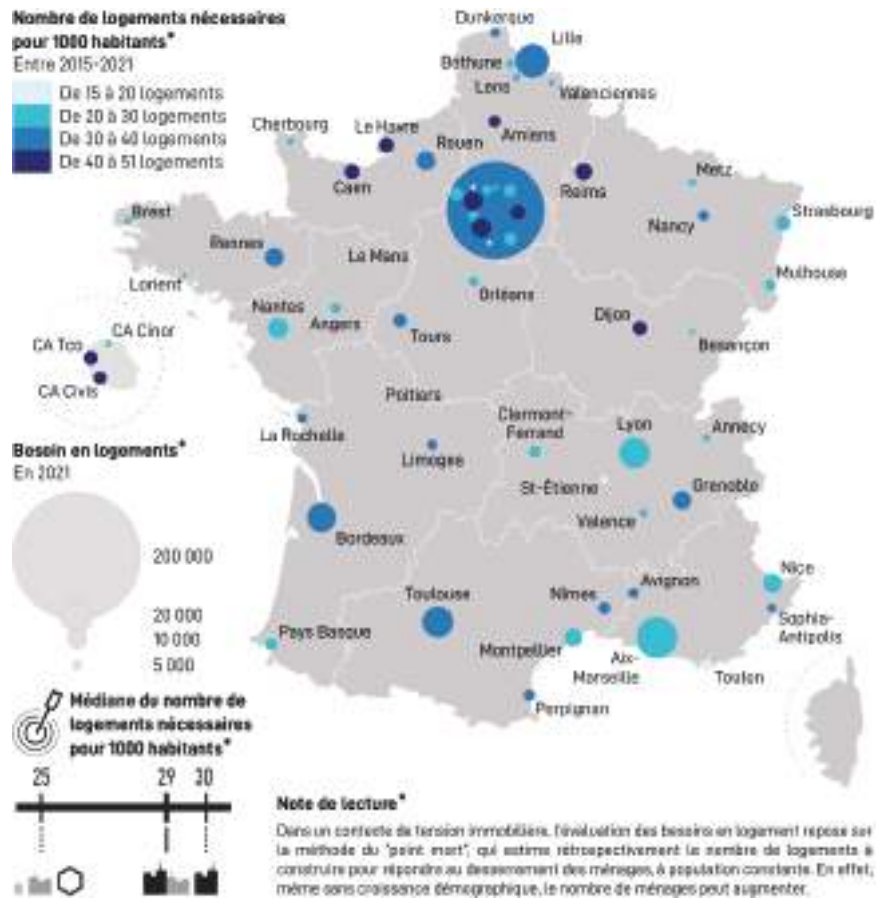 Nombre de logements nécessaires
pour 1000 habitants*
Entre 2015-2021
De 15 à 20 logements
De 20 à 30 logements
De 30 à 40 logements
De 40 à 51 logements
Dunkerque
Lille
Béthune
Lens
Valenciennes
Cherbourg
Le Havre
Rouen
Amiens
Caen
Reims
Metz
Brest
Nancy
Strasbourg
Rennes
Le Mans
Lorient
Orléans
Mulhouse
Nantes
Angers
Tours
Dijon
Besançon
CA Tco
CA Cinor
CA Civis
Poitiers
La Rochelle
Limoges
Clermont-
Ferrand
Lyon
Annecy
St-Étienne
Grenoble
Valence
Besoin en logements*
En 2021
200 000
20 000
10 000
5 000
Bordeaux
Toulouse
Nîmes
Avignon
Nice
Sophia-
Antipolis
Pays Basque
Montpellier
Aix-
Marseille
Toulon
Perpignan
Médiane du nombre de
logements nécessaires
pour 1000 habitants*
25
29
30
Note de lecture*
Dans un contexte de tension immobilière, l'évaluation des besoins en logement repose sur
la méthode du "point mort", qui estime rétrospectivement le nombre de logements à
construire pour répondre au desserrement des ménages, à population constante. En effet,
même sans croissance démographique, le nombre de ménages peut augmenter.